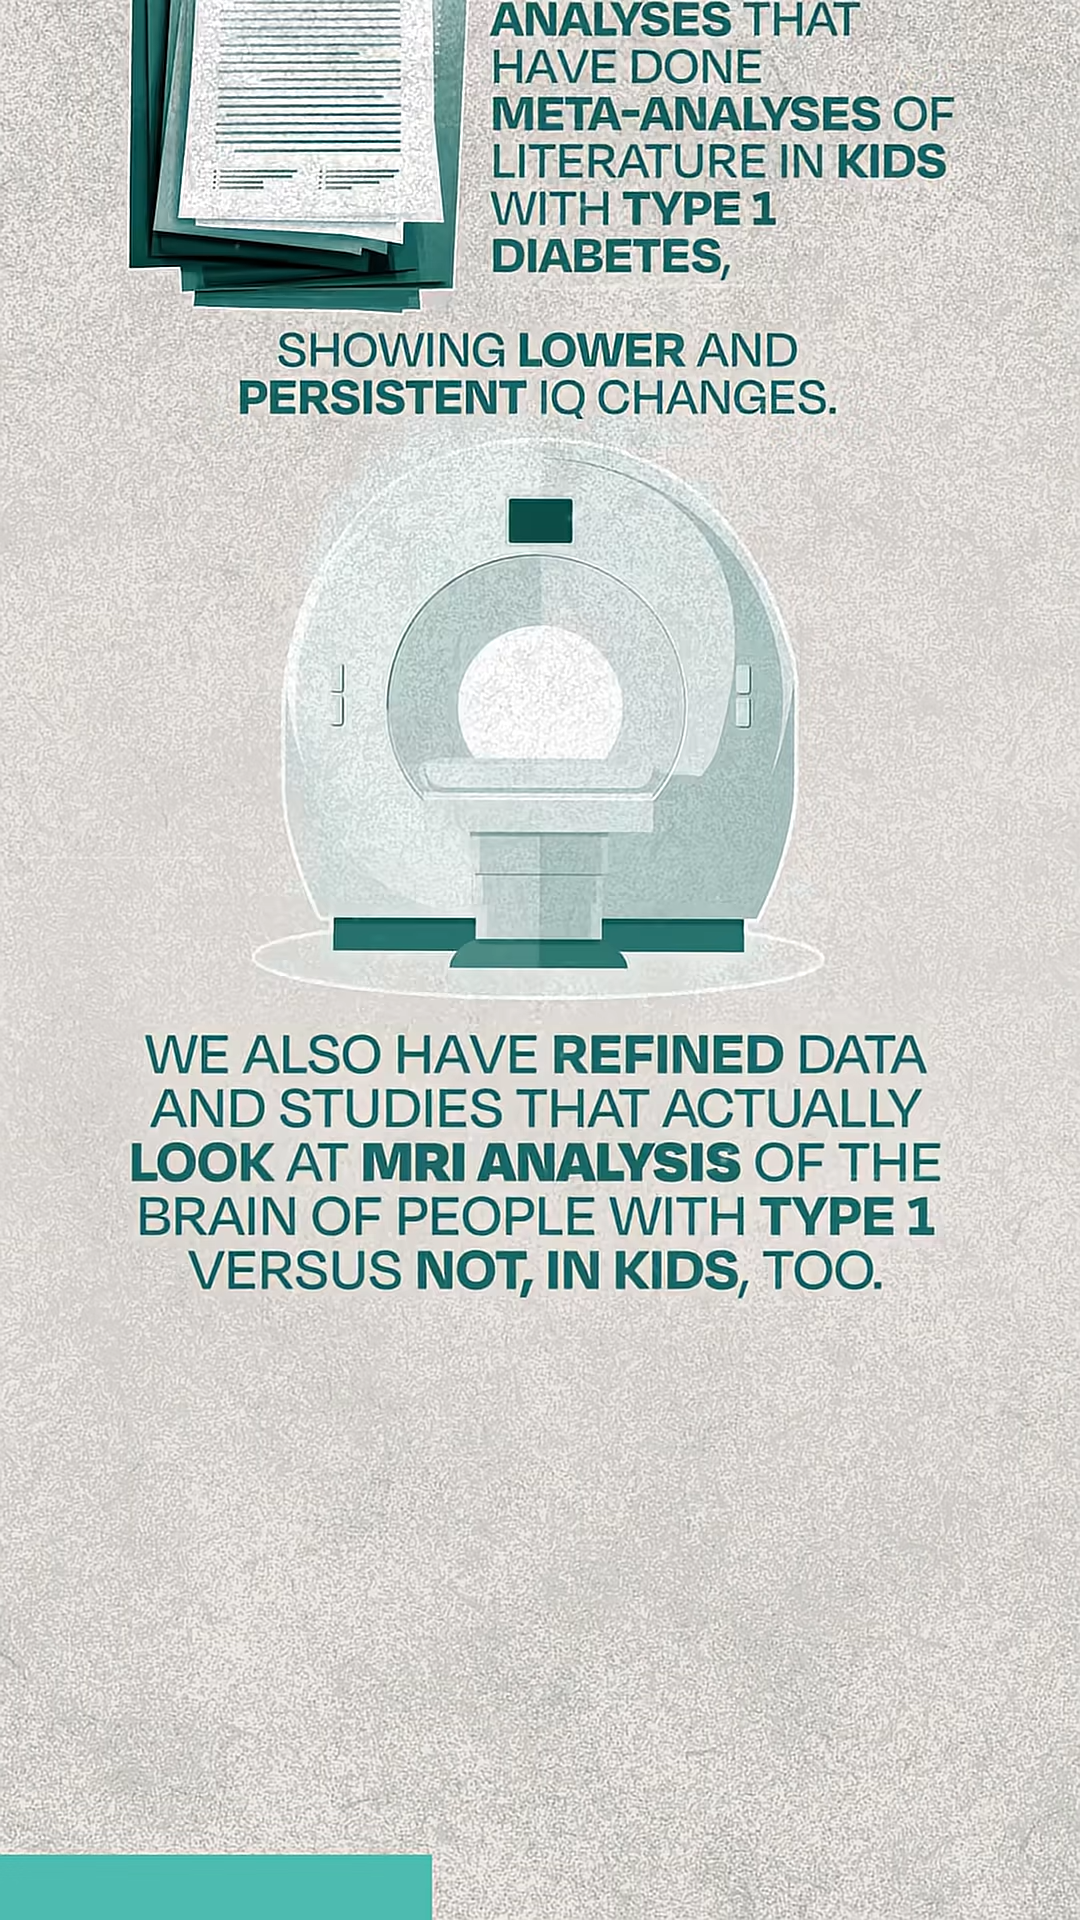 ANALYSES THAT
HAVE DONE
META-ANALYSES OF
LITERATURE IN KIDS
WITH TYPE 1
DIABETES,
SHOWING LOWER AND
PERSISTENT IQ CHANGES.
WE ALSO HAVE REFINED DATA
AND STUDIES THAT ACTUALLY
LOOK AT MRI ANALYSIS OF THE
BRAIN OF PEOPLE WITH TYPE 1
VERSUS NOT, IN KIDS, TOO.